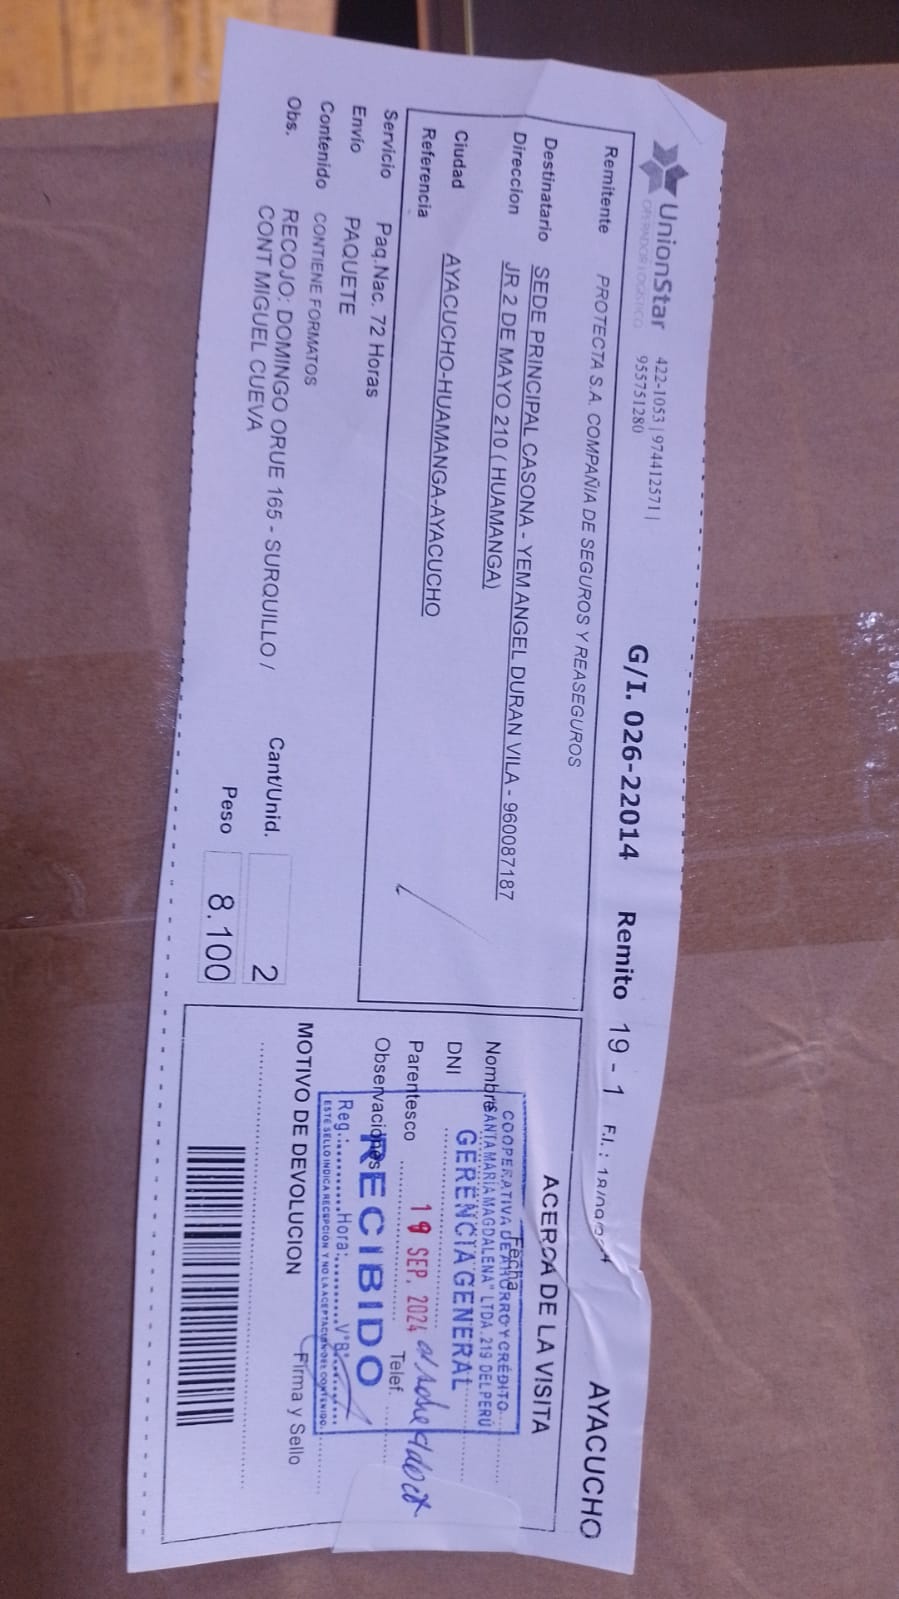 UnionStar 422-1053 | 974412571 |
OPERADOR LOGISTICO 955751280
G/I. 026-22014 Remito 19 - 1 F.I. : AYACUCHO
Remitente PROTECTA S.A. COMPAÑIA DE SEGUROS Y REASEGUROS
Destinatario SEDE PRINCIPAL CASONA - YEM ANGEL DURAN VILA - 960087187
Direccion JR 2 DE MAYO 210 ( HUAMANGA)
Ciudad AYACUCHO-HUAMANGA-AYACUCHO
Referencia
Servicio Paq.Nac. 72 Horas
Envío PAQUETE
Contenido CONTIENE FORMATOS
Obs. RECOJO: DOMINGO ORUE 165 - SURQUILLO /
CONT MIGUEL CUEVA
Cant/Unid. 2
Peso 8.100
ACERCA DE LA VISITA
Fecha
Nombre
DNI
Parentesco
Telef.
Observaciones
COOPERATIVA DE AHORRO Y CRÉDITO
SANTA MARIA MAGDALENA" LTDA. 219 DEL PERÚ
GERENCIA GENERAL
19 SEP. 2024
RECIBIDO
Reg.: Hora: V°B°
ESTE SELLO INDICA RECEPCION Y NO LA ACEPTACION DEL CONTENIDO.
MOTIVO DE DEVOLUCION
Firma y Sello